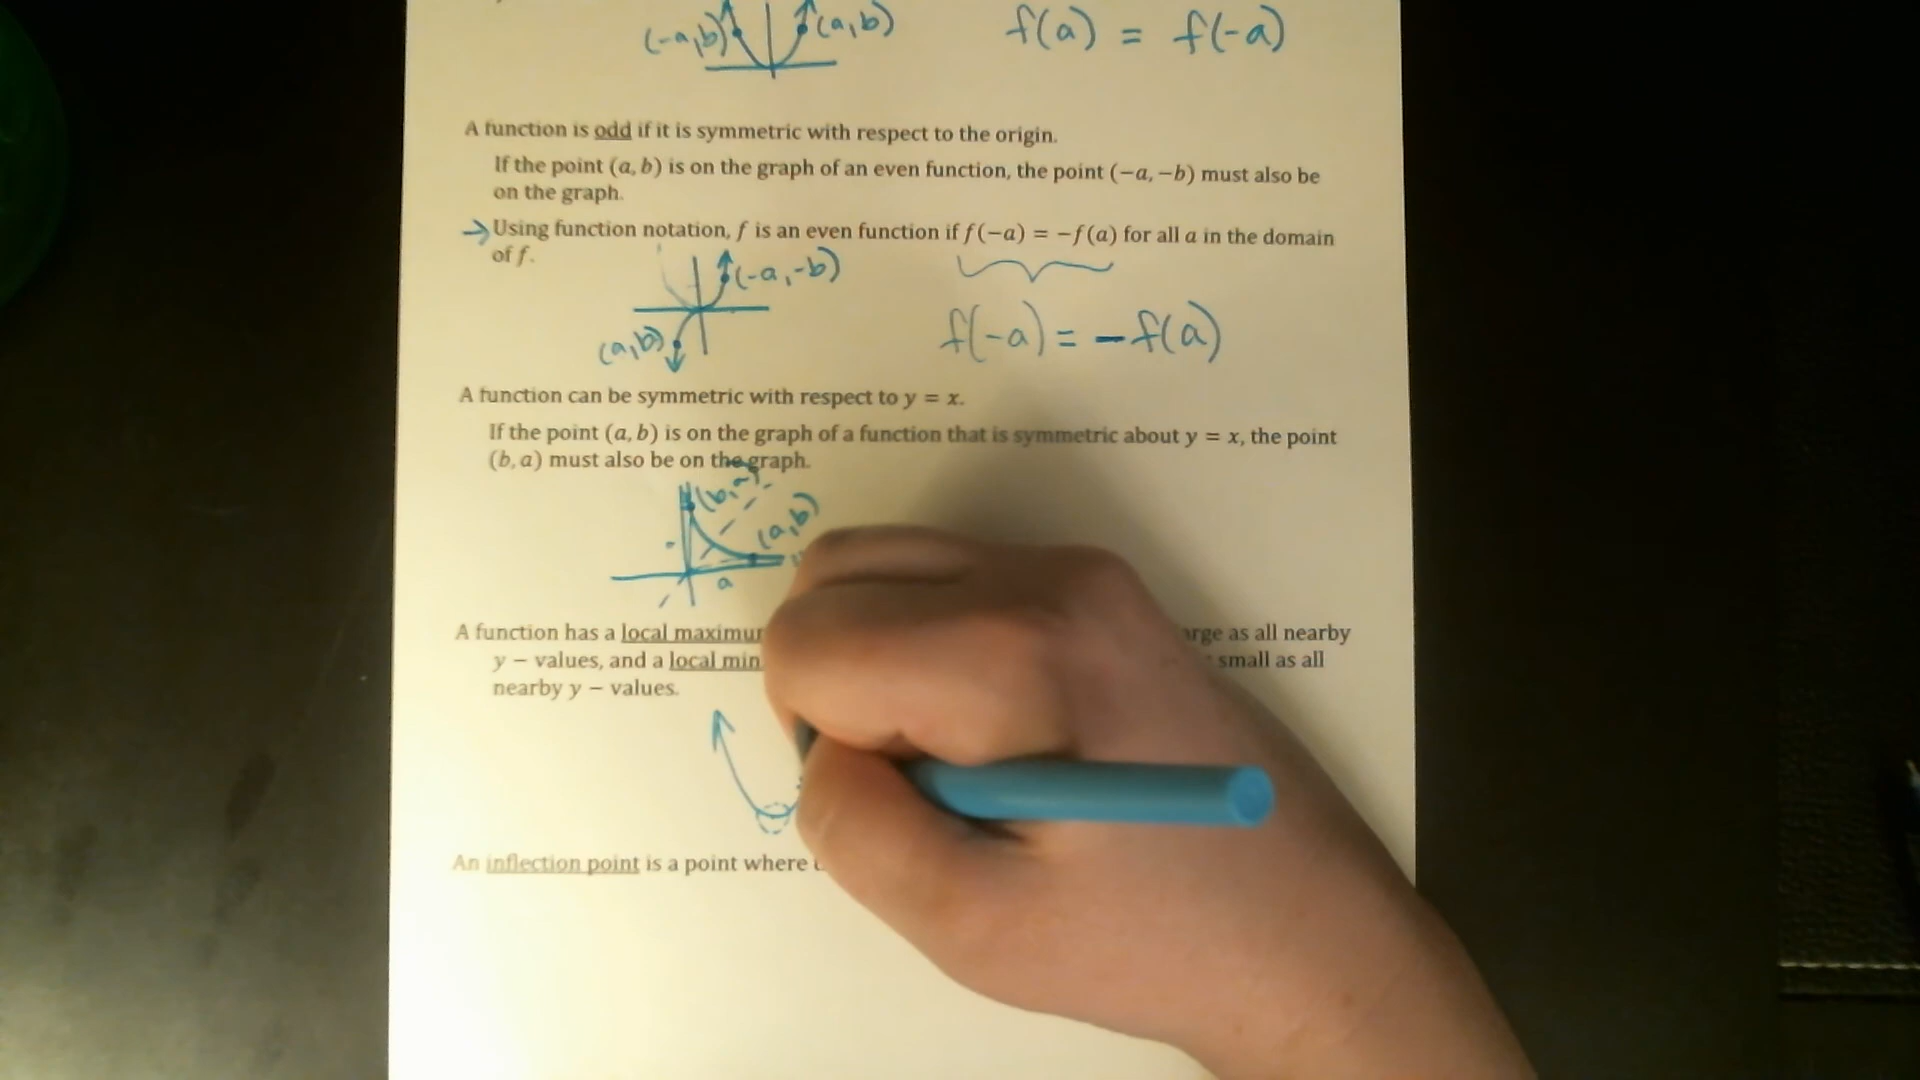 (-a,b) (a,b) f(a) = f(-a)
A function is odd if it is symmetric with respect to the origin.
If the point (a, b) is on the graph of an even function, the point (−a, −b) must also be
on the graph.
→ Using function notation, f is an even function if f(−a) = −f(a) for all a in the domain
of f.
(-a,-b)
(a,b) f(-a) = -f(a)
A function can be symmetric with respect to y = x.
If the point (a, b) is on the graph of a function that is symmetric about y = x, the point
(b, a) must also be on the graph.
(b,a)
(a,b)
a
A function has a local maximum as all nearby
y − values, and a local min small as all
nearby y − values.
An inflection point is a point where